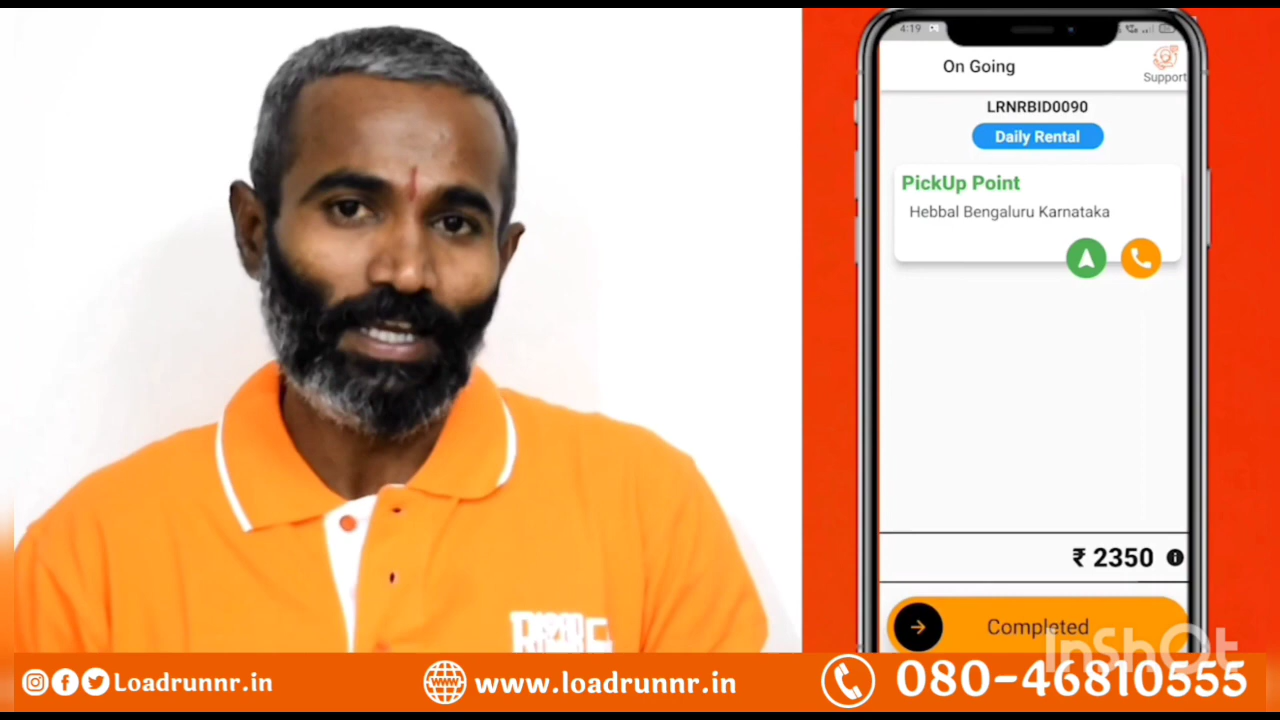 4:19
On Going
Support
LRNRBID0090
Daily Rental
PickUp Point
Hebbal Bengaluru Karnataka
₹ 2350
Completed
InShOt
Loadrunnr.in
www
www.loadrunnr.in
080-46810555